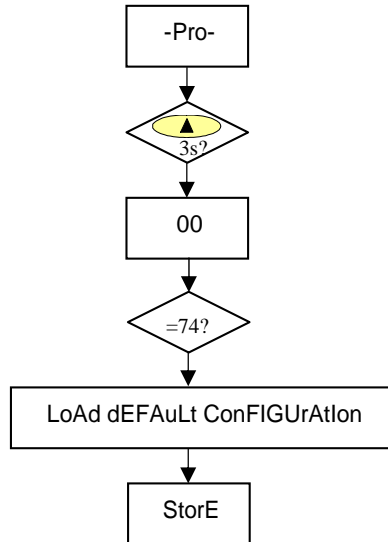 -Pro-
▲
3s?
00
=74?
LoAd dEFAuLt ConFIGUrAtIon
StorE